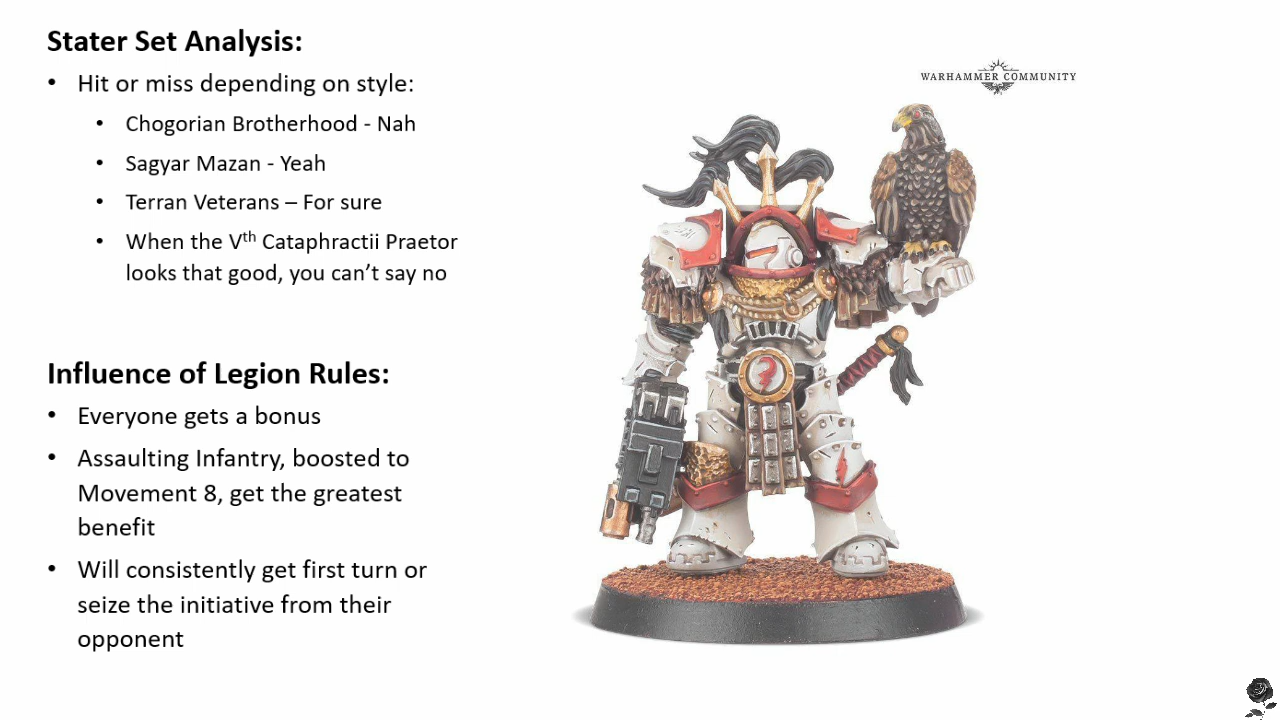 Stater Set Analysis:
• Hit or miss depending on style:
• Chogorian Brotherhood - Nah
• Sagyar Mazan - Yeah
• Terran Veterans – For sure
• When the Vth Cataphractii Praetor
looks that good, you can’t say no
WARHAMMER COMMUNITY
Influence of Legion Rules:
• Everyone gets a bonus
• Assaulting Infantry, boosted to
Movement 8, get the greatest
benefit
• Will consistently get first turn or
seize the initiative from their
opponent